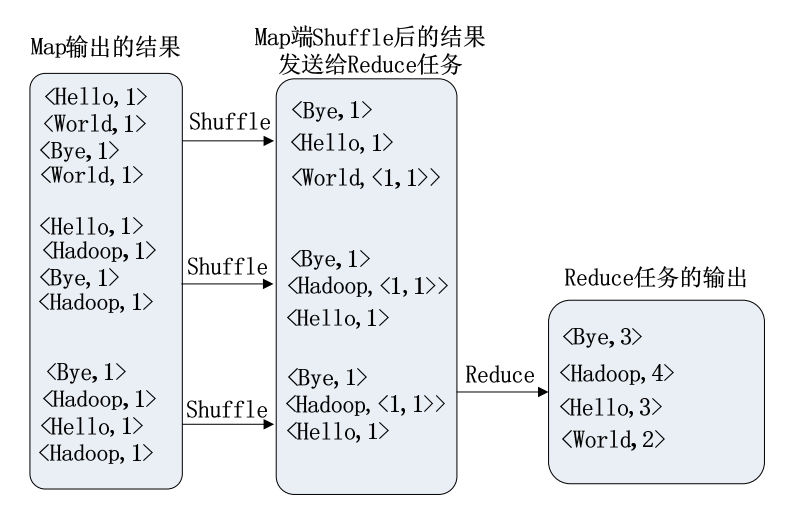 Map输出的结果
<Hello,1>
<World,1>
<Bye,1>
<World,1>
<Hello,1>
<Hadoop,1>
<Bye,1>
<Hadoop,1>
<Bye,1>
<Hadoop,1>
<Hello,1>
<Hadoop,1>
Shuffle
Shuffle
Shuffle
Map端Shuffle后的结果
发送给Reduce任务
<Bye,1>
<Hello,1>
<World,<1,1>>
<Bye,1>
<Hadoop,<1,1>>
<Hello,1>
<Bye,1>
<Hadoop,<1,1>>
<Hello,1>
Reduce
Reduce任务的输出
<Bye,3>
<Hadoop,4>
<Hello,3>
<World,2>